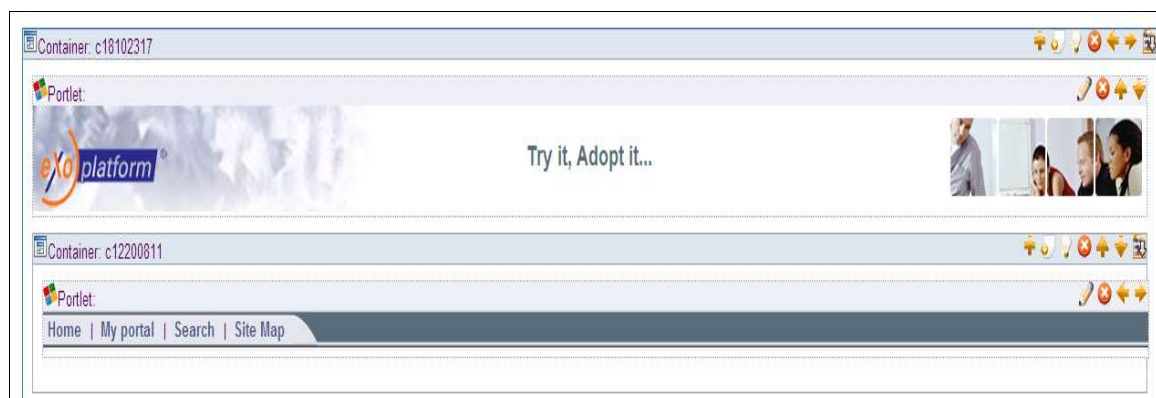 Container: c18102317
Portlet:
eXo platform ®
Try it, Adopt it...
Container: c12200811
Portlet:
Home | My portal | Search | Site Map